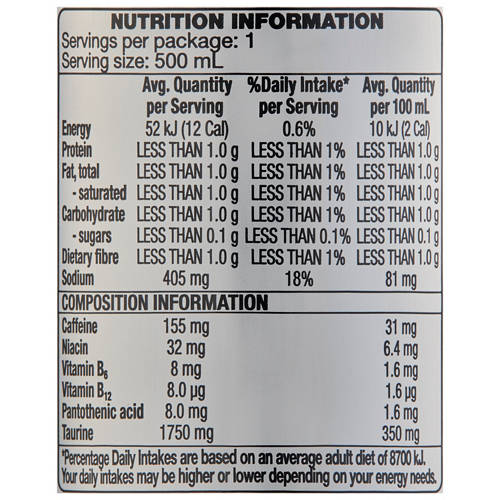 NUTRITION INFORMATION
Servings per package: 1
Serving size: 500 mL
Avg. Quantity per Serving %Daily Intake* per Serving Avg. Quantity per 100 mL
Energy 52 kJ (12 Cal) 0.6% 10 kJ (2 Cal)
Protein LESS THAN 1.0 g LESS THAN 1% LESS THAN 1.0 g
Fat, total LESS THAN 1.0 g LESS THAN 1% LESS THAN 1.0 g
- saturated LESS THAN 1.0 g LESS THAN 1% LESS THAN 1.0 g
Carbohydrate LESS THAN 1.0 g LESS THAN 1% LESS THAN 1.0 g
- sugars LESS THAN 0.1 g LESS THAN 0.1% LESS THAN 0.1 g
Dietary fibre LESS THAN 1.0 g LESS THAN 1% LESS THAN 1.0 g
Sodium 405 mg 18% 81 mg
COMPOSITION INFORMATION
Caffeine 155 mg 31 mg
Niacin 32 mg 6.4 mg
Vitamin B6 8 mg 1.6 mg
Vitamin B12 8.0 µg 1.6 µg
Pantothenic acid 8.0 mg 1.6 mg
Taurine 1750 mg 350 mg
*Percentage Daily Intakes are based on an average adult diet of 8700 kJ.
Your daily intakes may be higher or lower depending on your energy needs.